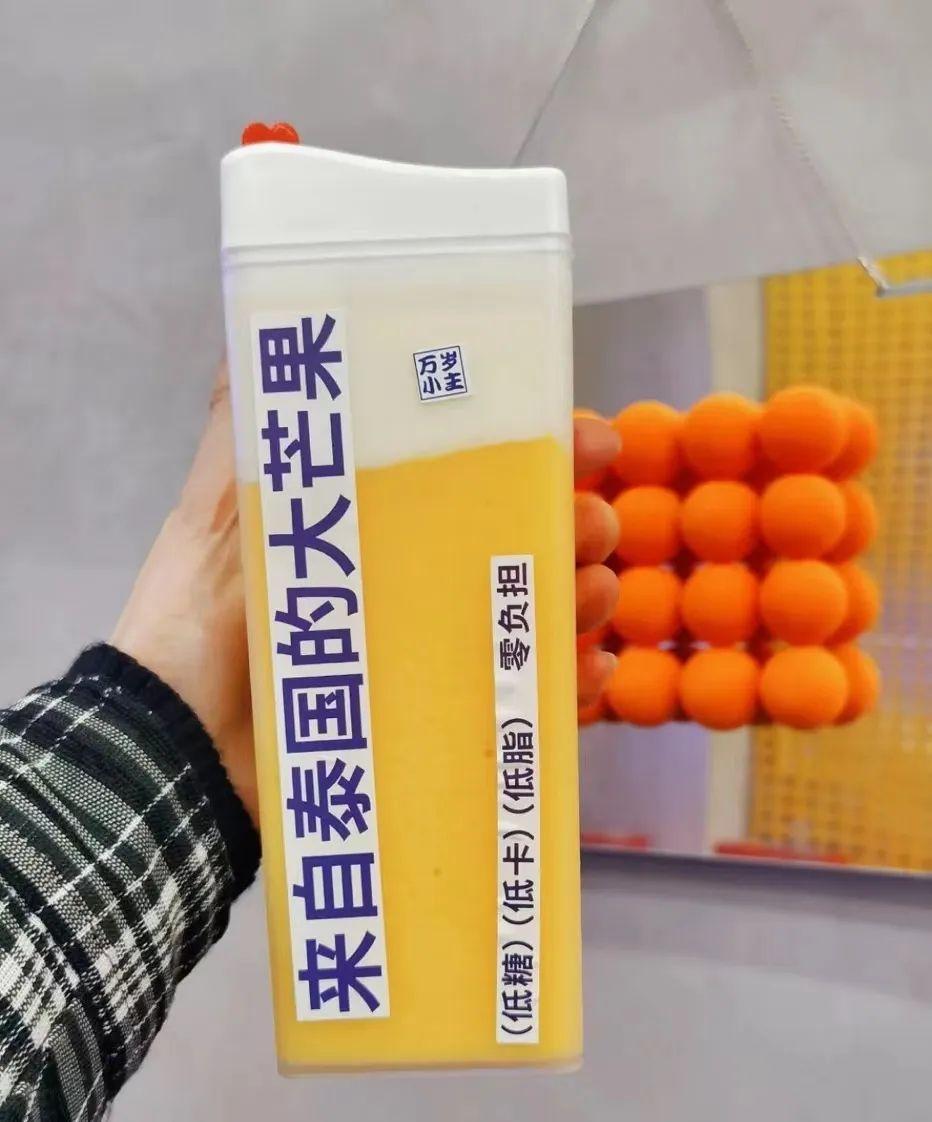 来自泰国的大芒果
万岁
小主
(低糖)(低卡)(低脂) 零负担